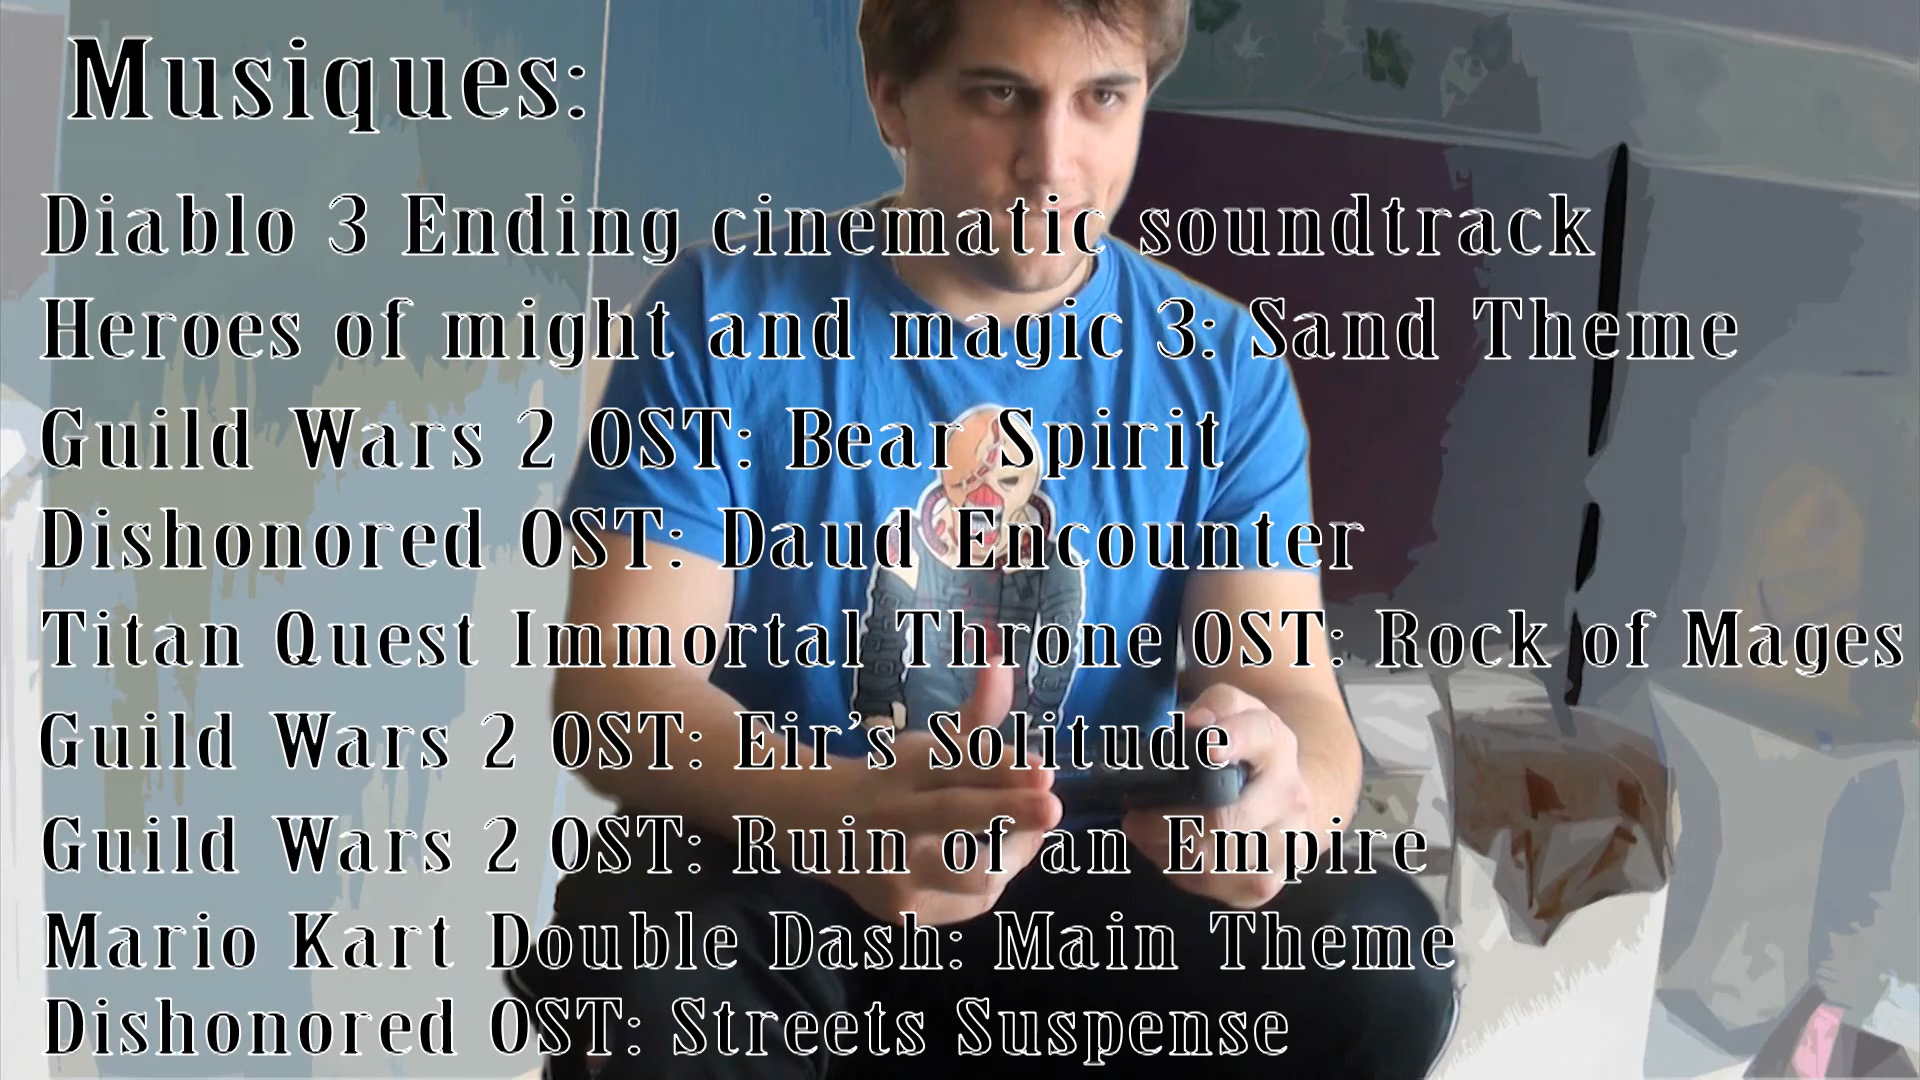 Musiques:
Diablo 3 Ending cinematic soundtrack
Heroes of might and magic 3: Sand Theme
Guild Wars 2 OST: Bear Spirit
Dishonored OST: Daud Encounter
Titan Quest Immortal Throne OST: Rock of Mages
Guild Wars 2 OST: Eir's Solitude
Guild Wars 2 OST: Ruin of an Empire
Mario Kart Double Dash: Main Theme
Dishonored OST: Streets Suspense